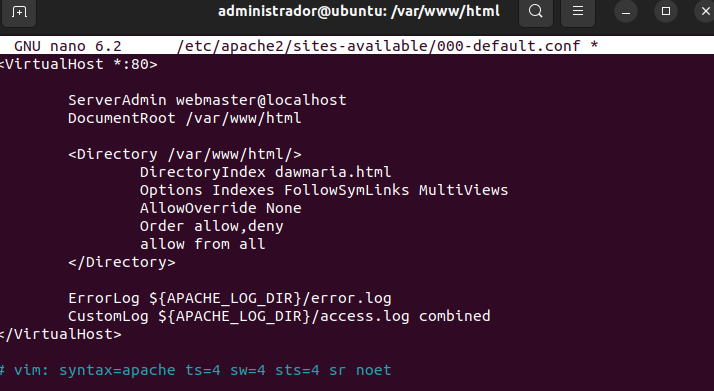 administrador@ubuntu: /var/www/html
GNU nano 6.2 /etc/apache2/sites-available/000-default.conf *
<VirtualHost *:80>
ServerAdmin webmaster@localhost
DocumentRoot /var/www/html
<Directory /var/www/html/>
DirectoryIndex dawmaria.html
Options Indexes FollowSymLinks MultiViews
AllowOverride None
Order allow,deny
allow from all
</Directory>
ErrorLog ${APACHE_LOG_DIR}/error.log
CustomLog ${APACHE_LOG_DIR}/access.log combined
</VirtualHost>
# vim: syntax=apache ts=4 sw=4 sts=4 sr noet